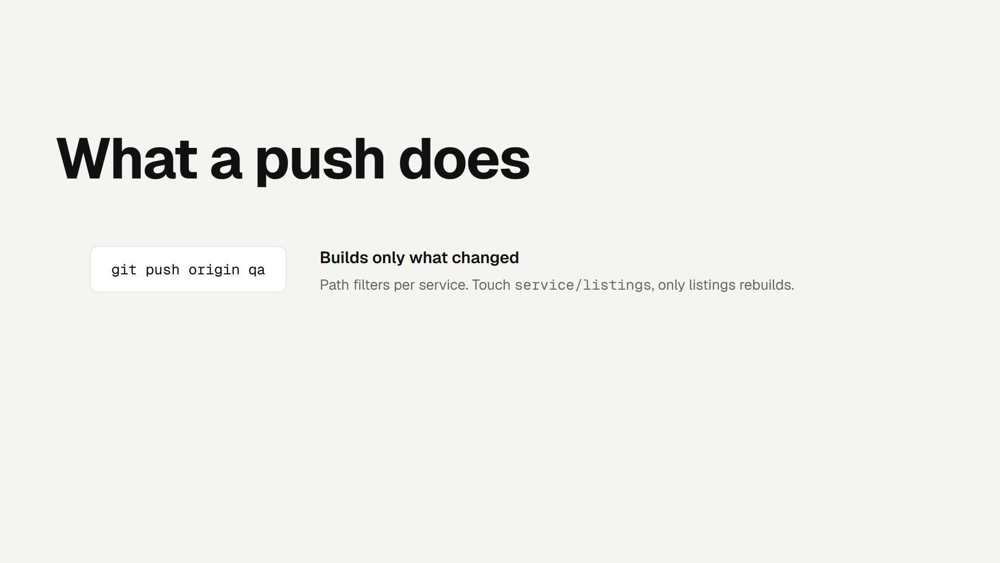 What a push does
git push origin qa
Builds only what changed
Path filters per service. Touch service/listings, only listings rebuilds.